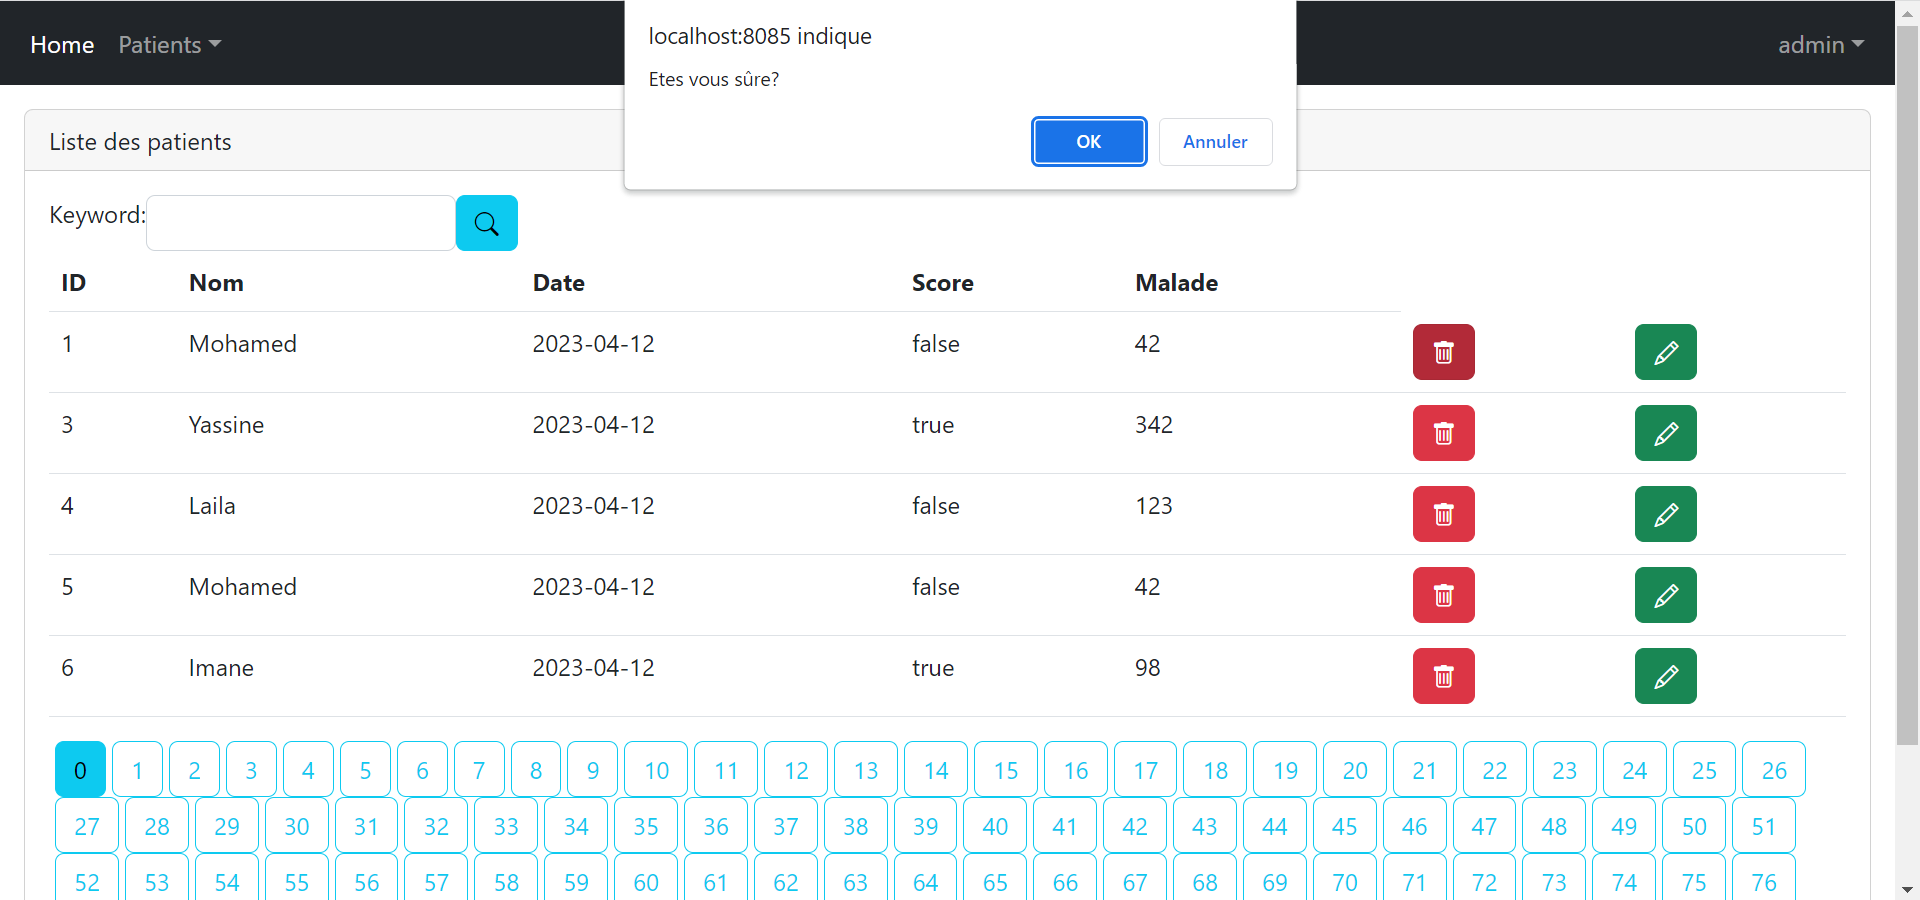 Home Patients admin
localhost:8085 indique
Etes vous sûre?
OK Annuler
Liste des patients
Keyword:
ID Nom Date Score Malade
1 Mohamed 2023-04-12 false 42
3 Yassine 2023-04-12 true 342
4 Laila 2023-04-12 false 123
5 Mohamed 2023-04-12 false 42
6 Imane 2023-04-12 true 98
0 1 2 3 4 5 6 7 8 9 10 11 12 13 14 15 16 17 18 19 20 21 22 23 24 25 26
27 28 29 30 31 32 33 34 35 36 37 38 39 40 41 42 43 44 45 46 47 48 49 50 51
52 53 54 55 56 57 58 59 60 61 62 63 64 65 66 67 68 69 70 71 72 73 74 75 76